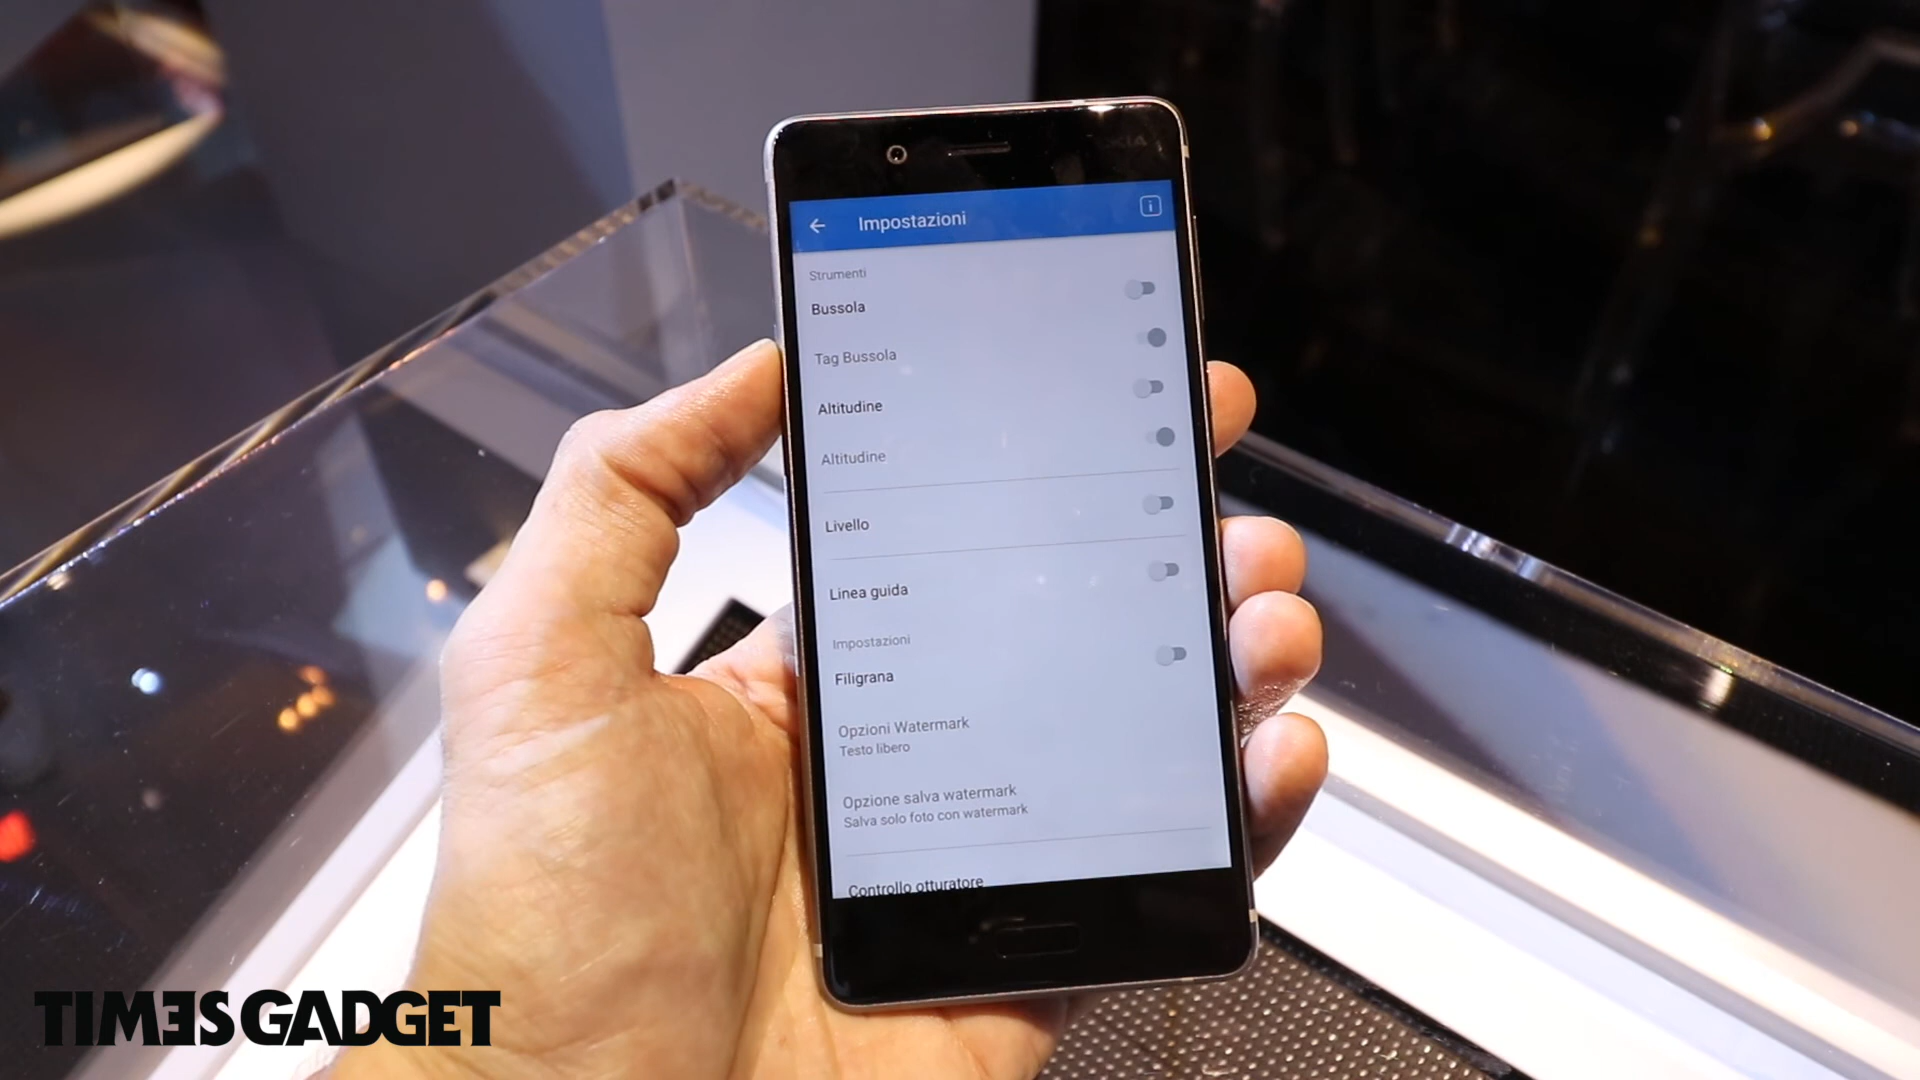 NOKIA
Impostazioni
Strumenti
Bussola
Tag Bussola
Altitudine
Altitudine
Livello
Linea guida
Impostazioni
Filigrana
Opzioni Watermark
Testo libero
Opzione salva watermark
Salva solo foto con watermark
Controllo otturatore
TIMES GADGET